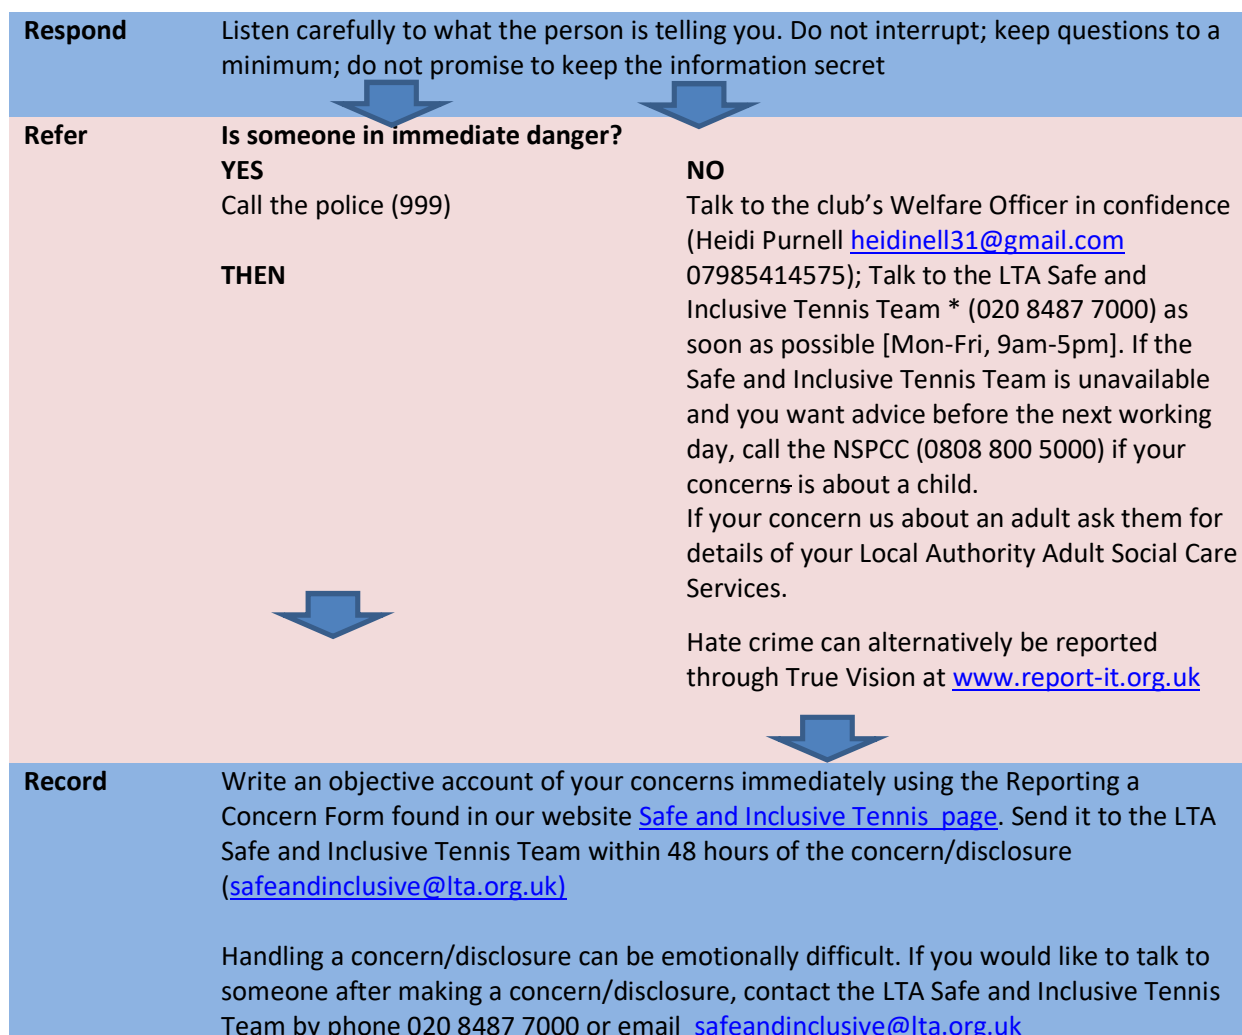 Respond
Listen carefully to what the person is telling you. Do not interrupt; keep questions to a
minimum; do not promise to keep the information secret
Refer
Is someone in immediate danger?
YES
Call the police (999)
THEN
NO
Talk to the club’s Welfare Officer in confidence
(Heidi Purnell heidinell31@gmail.com
07985414575); Talk to the LTA Safe and
Inclusive Tennis Team * (020 8487 7000) as
soon as possible [Mon-Fri, 9am-5pm]. If the
Safe and Inclusive Tennis Team is unavailable
and you want advice before the next working
day, call the NSPCC (0808 800 5000) if your
concerns is about a child.
If your concern us about an adult ask them for
details of your Local Authority Adult Social Care
Services.
Hate crime can alternatively be reported
through True Vision at www.report-it.org.uk
Record
Write an objective account of your concerns immediately using the Reporting a
Concern Form found in our website Safe and Inclusive Tennis page. Send it to the LTA
Safe and Inclusive Tennis Team within 48 hours of the concern/disclosure
(safeandinclusive@lta.org.uk)
Handling a concern/disclosure can be emotionally difficult. If you would like to talk to
someone after making a concern/disclosure, contact the LTA Safe and Inclusive Tennis
Team by phone 020 8487 7000 or email safeandinclusive@lta.org.uk